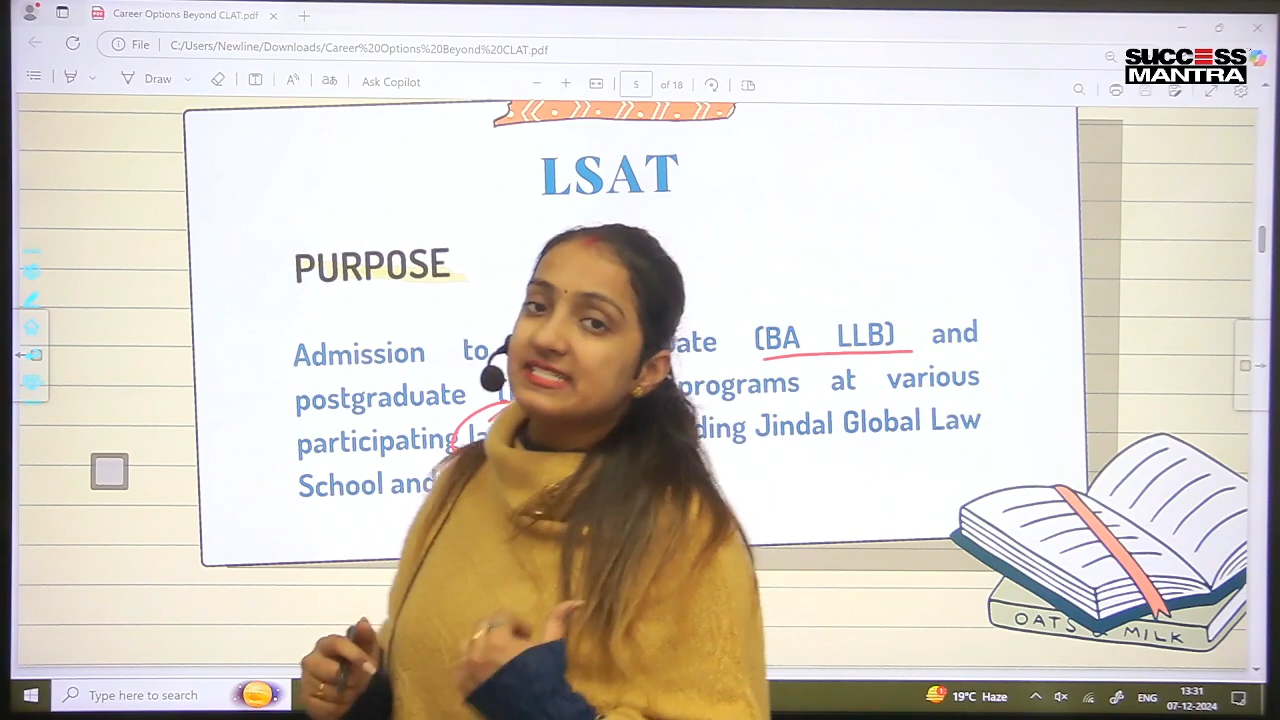 Career Options Beyond CLAT.pdf
File C:/Users/Newline/Downloads/Career%20Options%20Beyond%20CLAT.pdf
Draw Ask Copilot 5 of 18
SUCCESS
MANTRA
LSAT
PURPOSE
Admission to (BA LLB) and
postgraduate programs at various
participating Jindal Global Law
School and
OATS & MILK
Type here to search
19°C Haze
ENG
13:31
07-12-2024